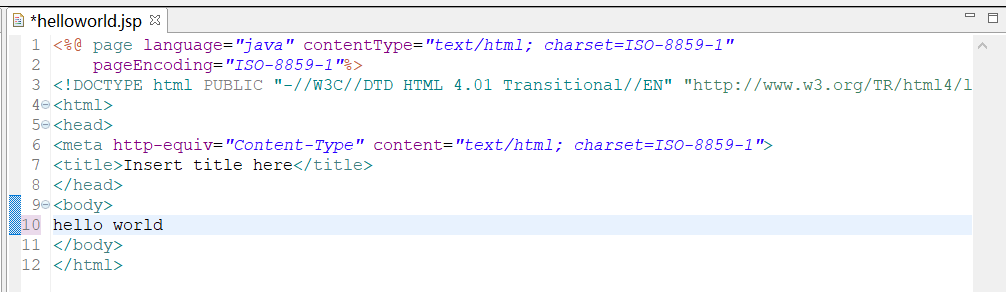 *helloworld.jsp
1 <%@ page language="java" contentType="text/html; charset=ISO-8859-1"
2     pageEncoding="ISO-8859-1"%>
3 <!DOCTYPE html PUBLIC "-//W3C//DTD HTML 4.01 Transitional//EN" "http://www.w3.org/TR/html4/l
4 <html>
5 <head>
6 <meta http-equiv="Content-Type" content="text/html; charset=ISO-8859-1">
7 <title>Insert title here</title>
8 </head>
9 <body>
10 hello world
11 </body>
12 </html>